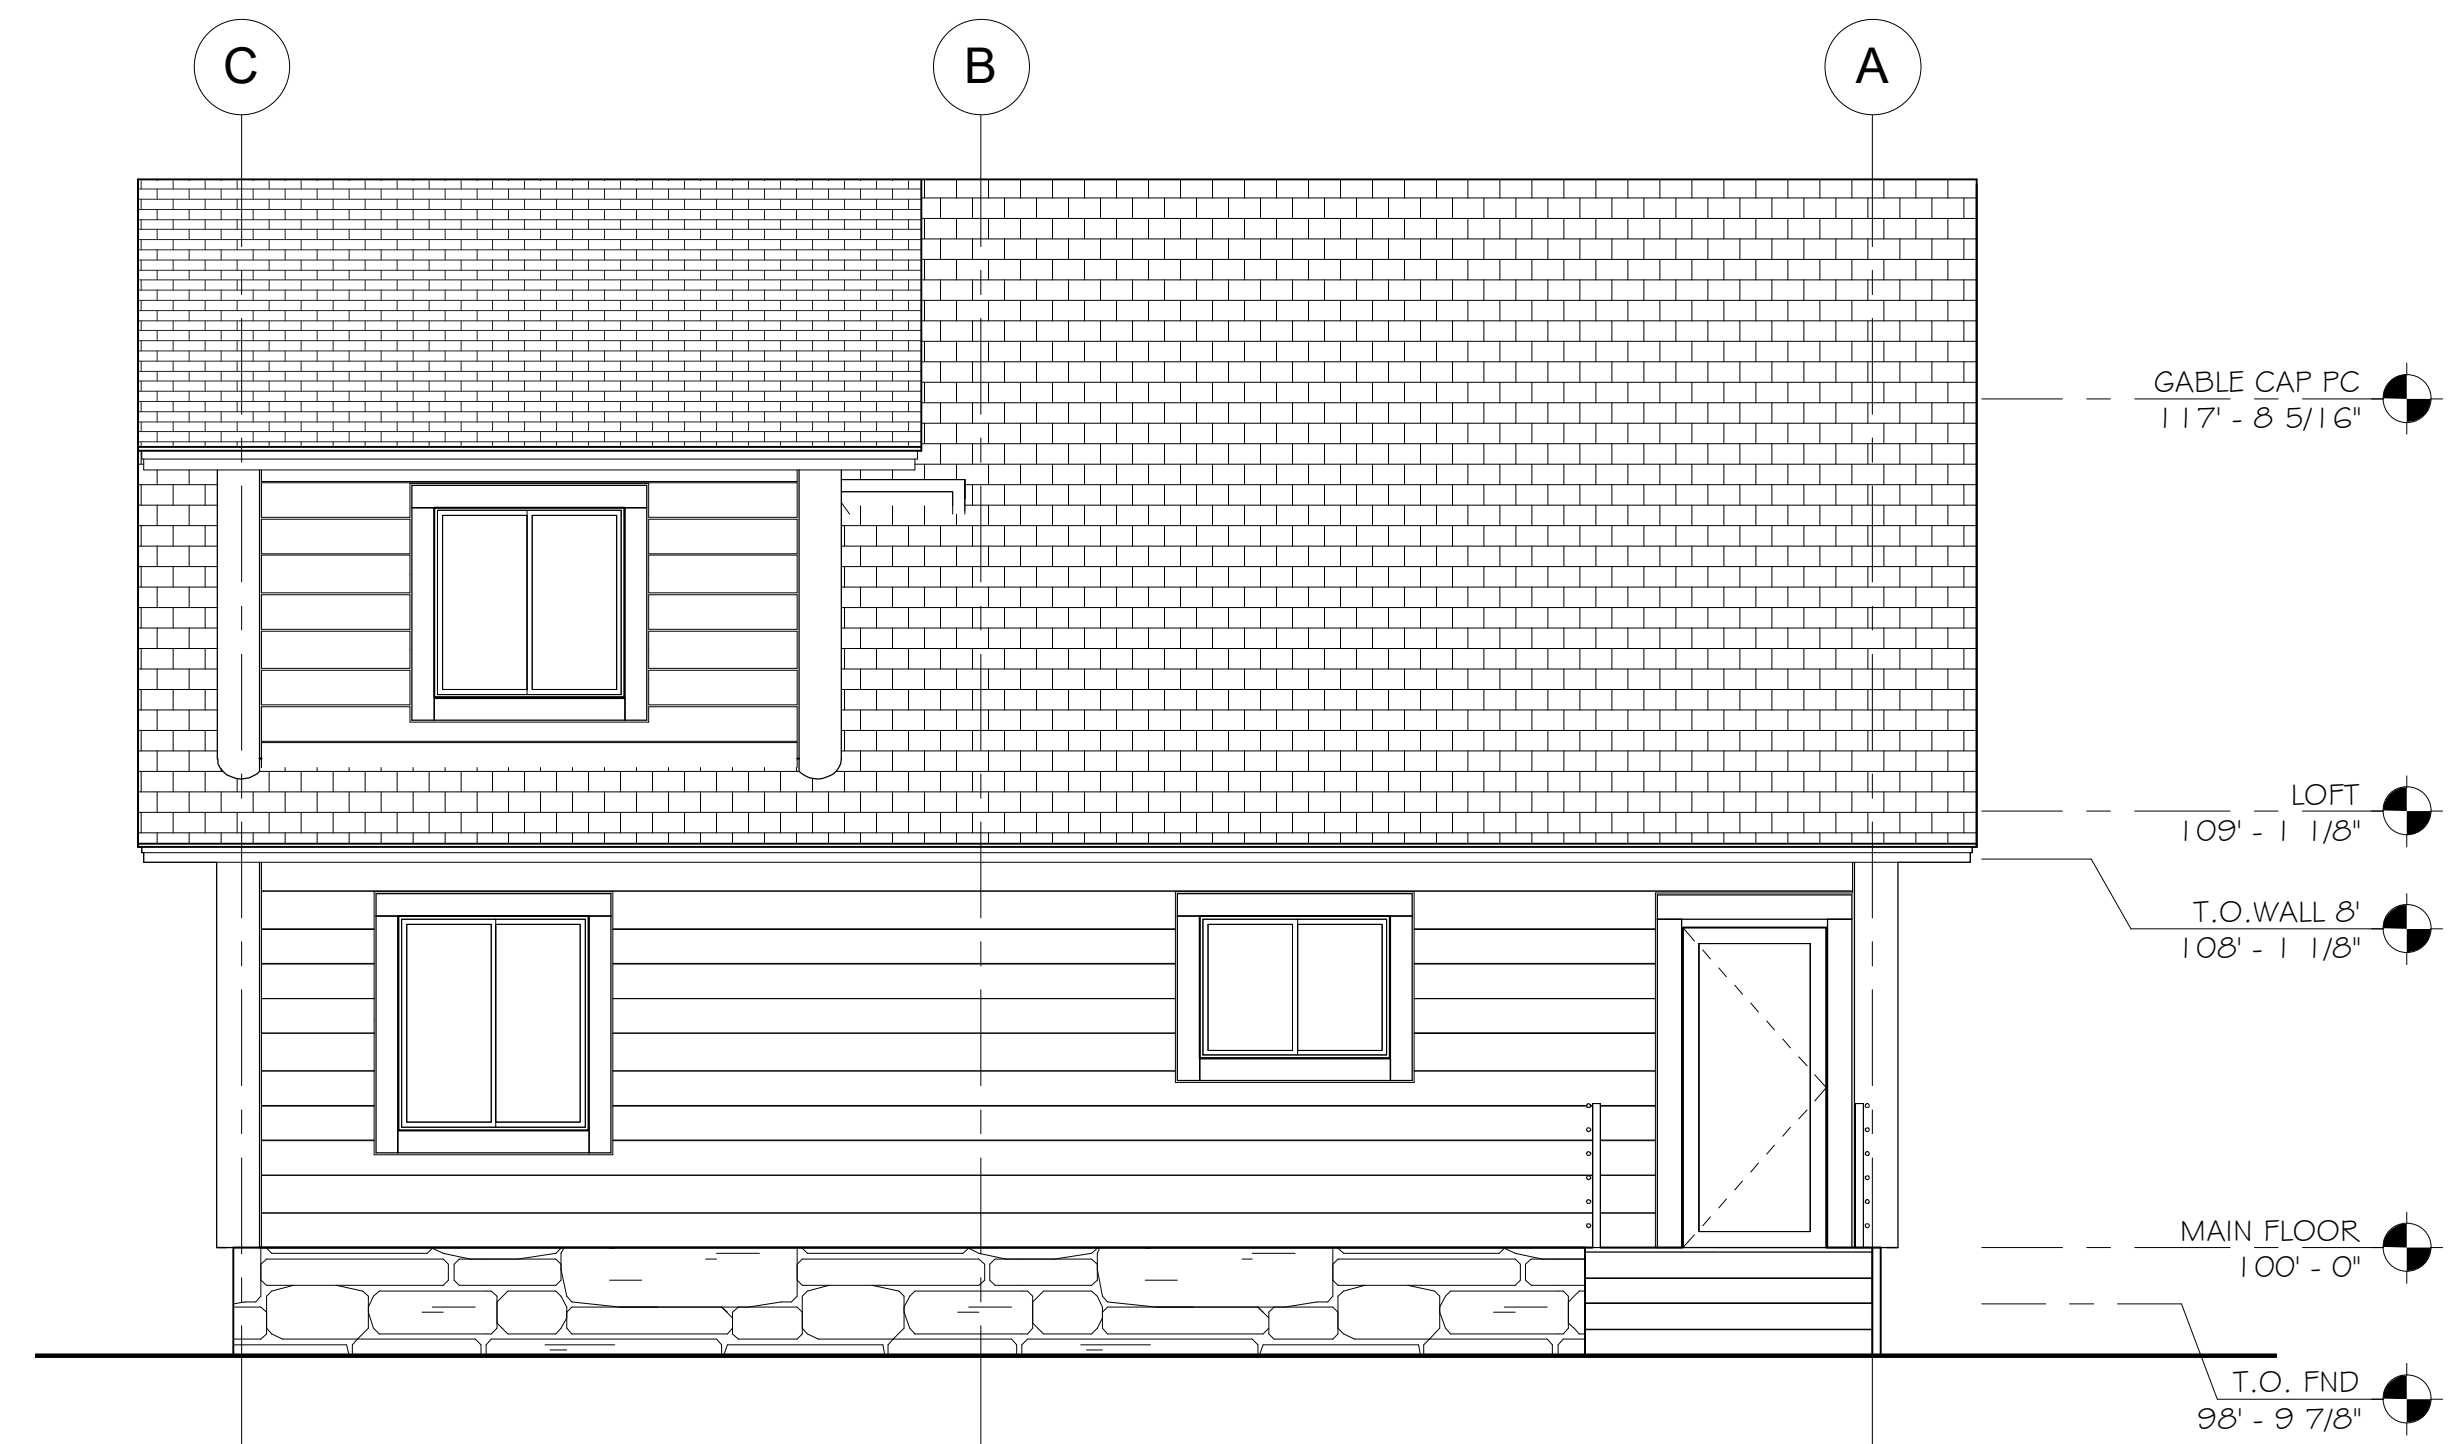 C
B
A
GABLE CAP PC
117' - 8 5/16"
LOFT
109' - 1 1/8"
T.O.WALL 8'
108' - 1 1/8"
MAIN FLOOR
100' - 0"
T.O. FND
98' - 9 7/8"